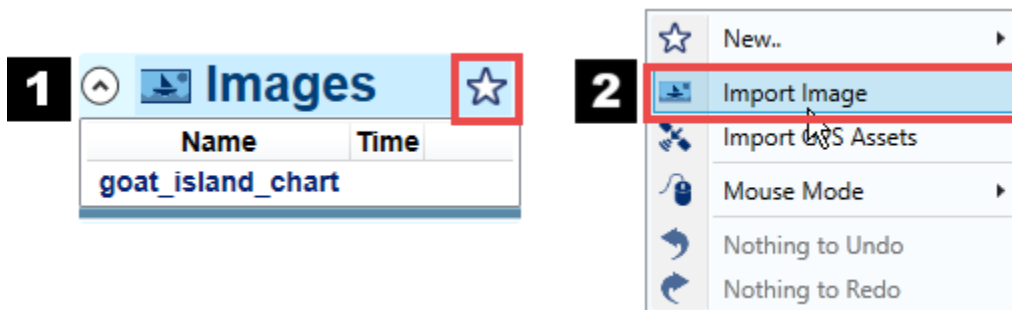 1
Images
Name Time
goat_island_chart
2
New..
Import Image
Import GPS Assets
Mouse Mode
Nothing to Undo
Nothing to Redo